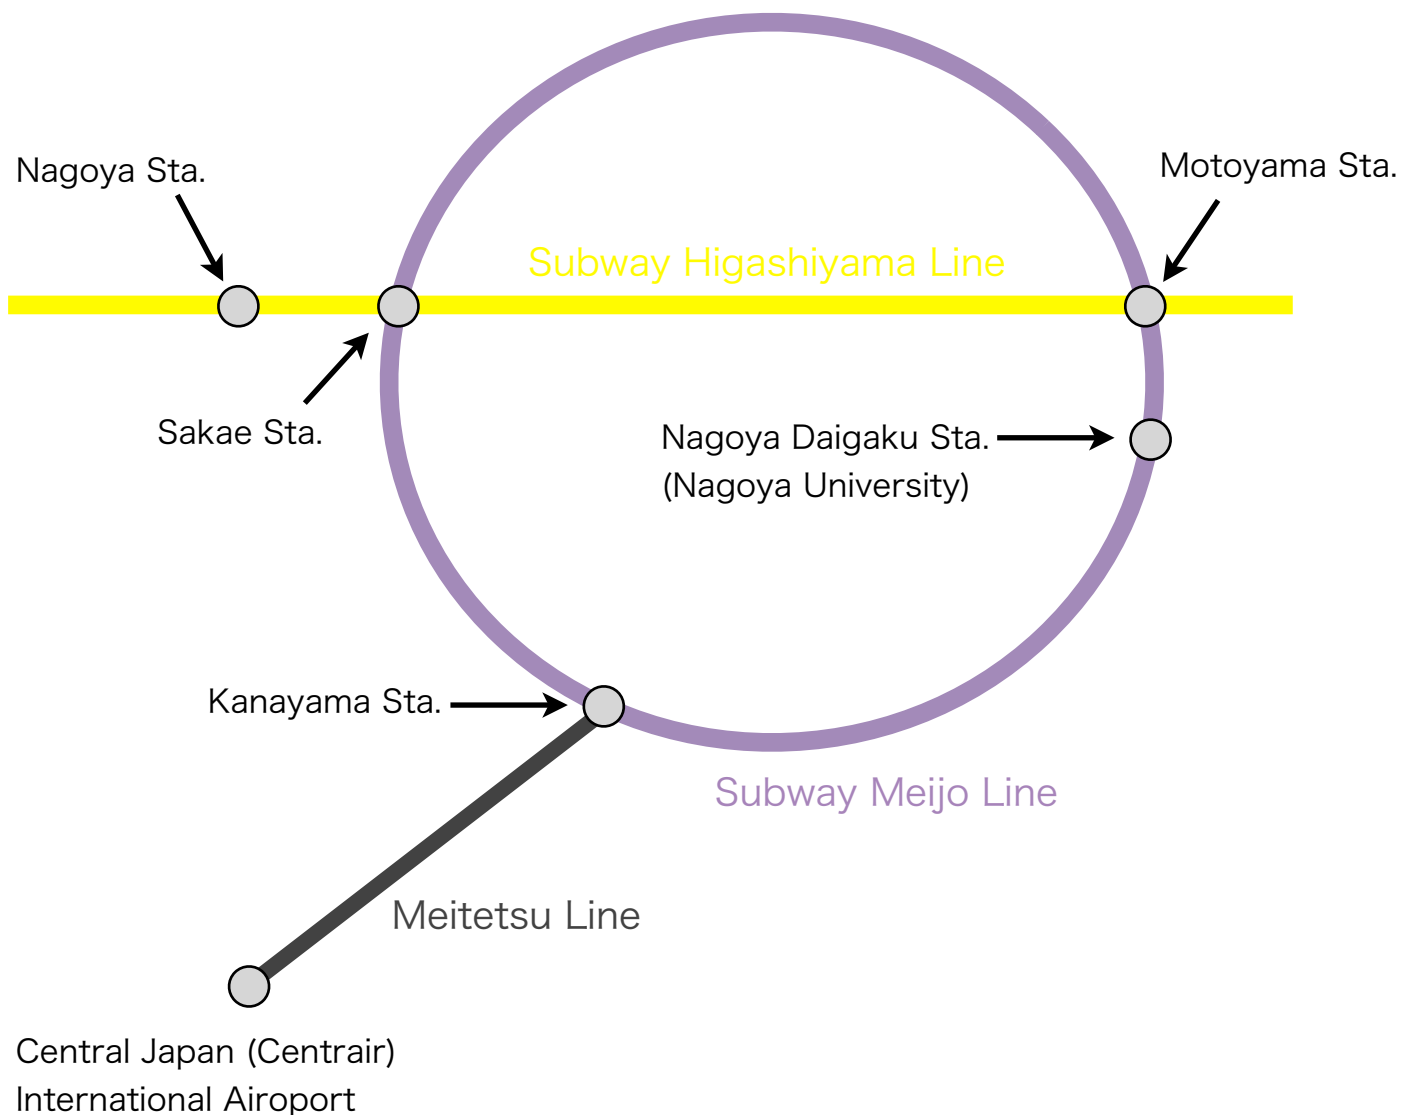 Nagoya Sta.
Motoyama Sta.
Subway Higashiyama Line
Sakae Sta.
Nagoya Daigaku Sta.
(Nagoya University)
Kanayama Sta.
Subway Meijo Line
Meitetsu Line
Central Japan (Centrair)
International Airoport